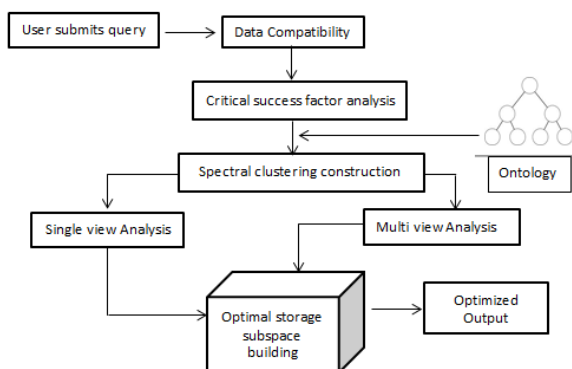 User submits query
Data Compatibility
Critical success factor analysis
Spectral clustering construction
Ontology
Single view Analysis
Multi view Analysis
Optimal storage
subspace
building
Optimized
Output